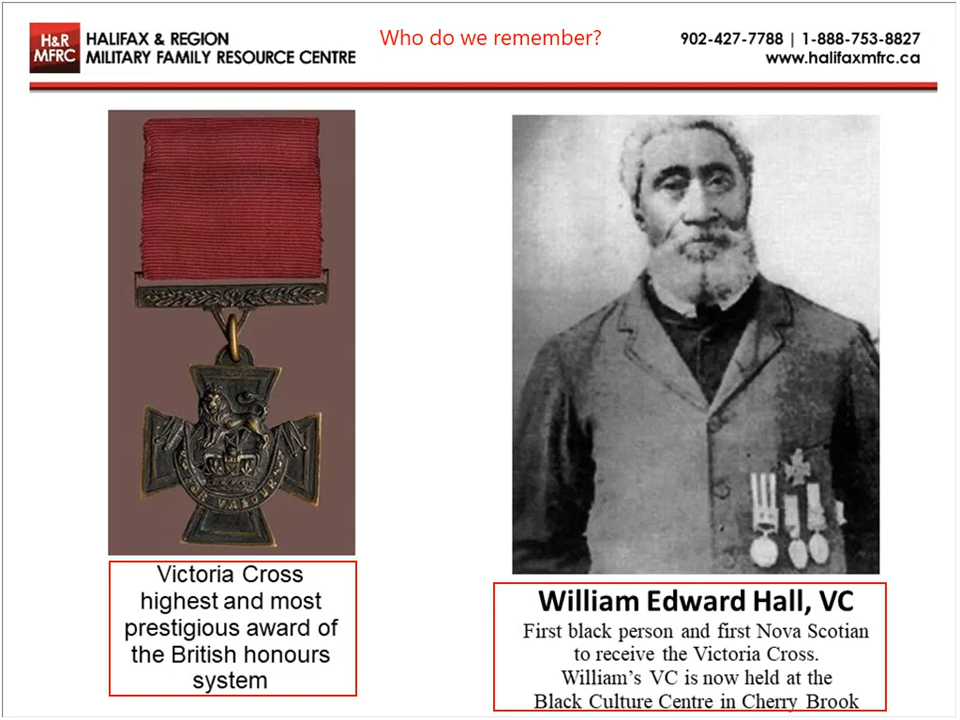 H&R
MFRC
HALIFAX & REGION
MILITARY FAMILY RESOURCE CENTRE
Who do we remember?
902-427-7788 | 1-888-753-8827
www.halifaxmfrc.ca
FOR VALOUR
Victoria Cross
highest and most
prestigious award of
the British honours
system
William Edward Hall, VC
First black person and first Nova Scotian
to receive the Victoria Cross.
William's VC is now held at the
Black Culture Centre in Cherry Brook